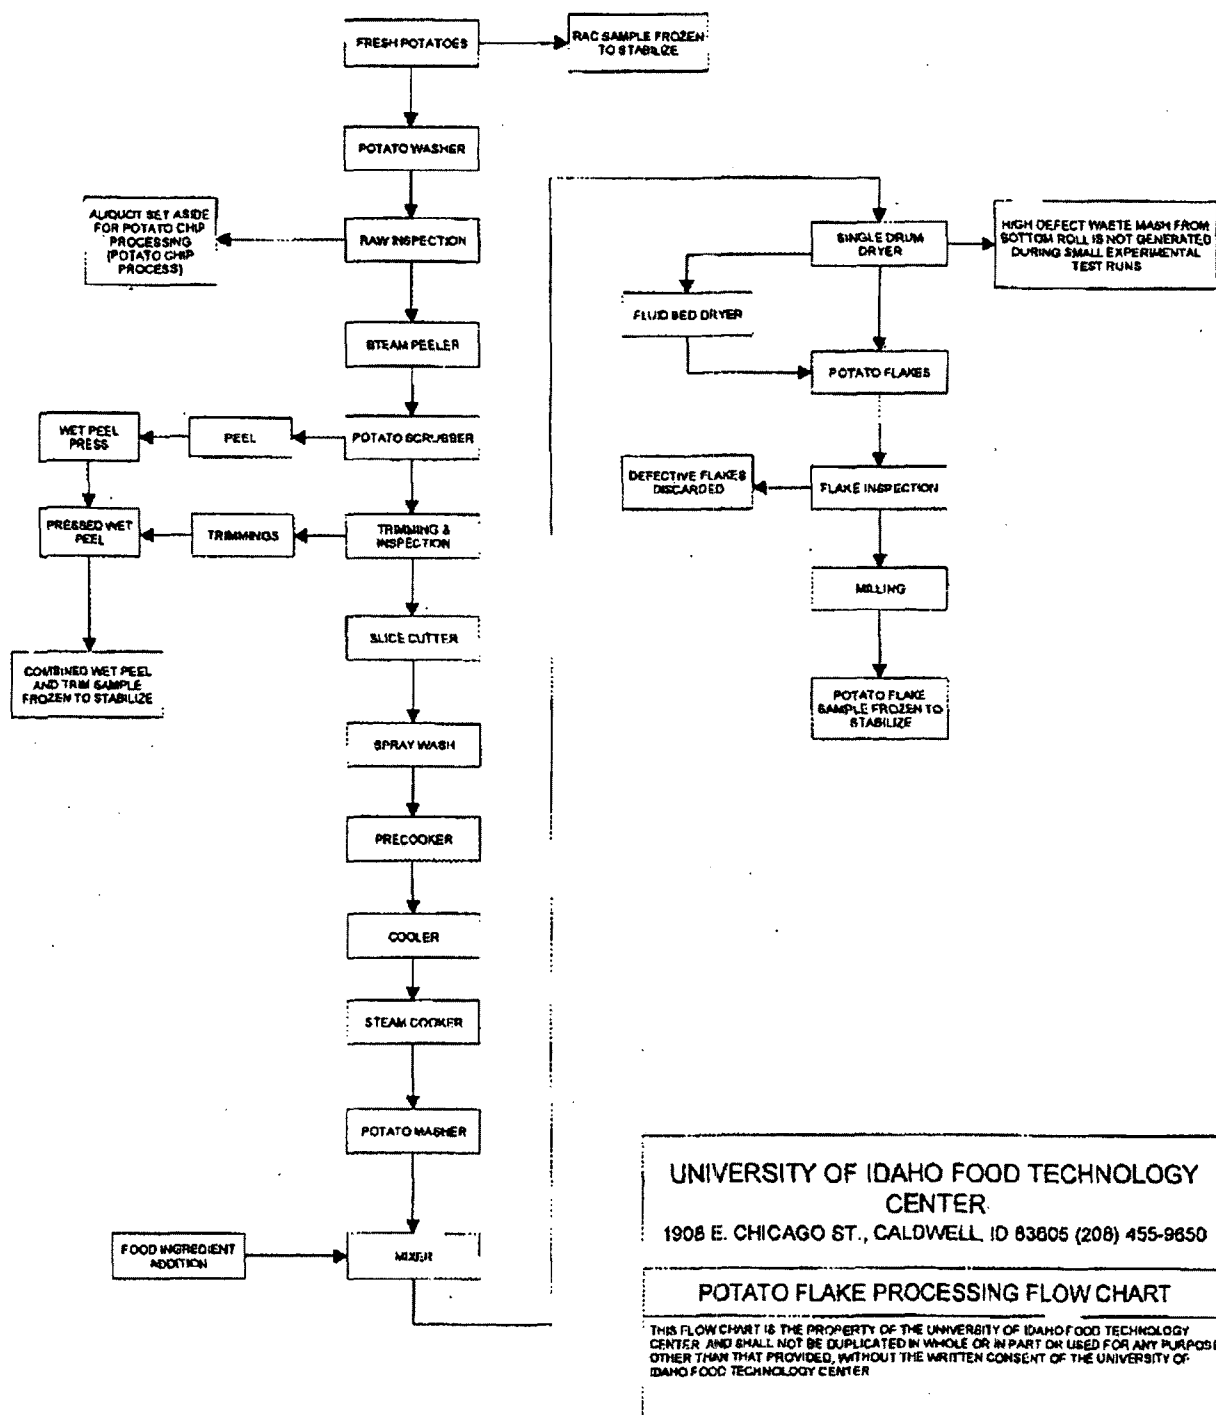 FRESH POTATOES
RAC SAMPLE FROZEN
TO STABILIZE
POTATO WASHER
ALIQUOT SET ASIDE
FOR POTATO CHIP
PROCESSING
(POTATO CHIP
PROCESS)
RAW INSPECTION
STEAM PEELER
WET PEEL
PRESS
PEEL
POTATO SCRUBBER
PRESSED WET
PEEL
TRIMMINGS
TRIMMING &
INSPECTION
SLICE CUTTER
COMBINED WET PEEL
AND TRIM SAMPLE
FROZEN TO STABILIZE
SPRAY WASH
PRECOOKER
COOLER
STEAM COOKER
POTATO MASHER
FOOD INGREDIENT
ADDITION
MIXER
SINGLE DRUM
DRYER
HIGH DEFECT WASTE MASH FROM
BOTTOM ROLL IS NOT GENERATED
DURING SMALL EXPERIMENTAL
TEST RUNS
FLUID BED DRYER
POTATO FLAKES
DEFECTIVE FLAKES
DISCARDED
FLAKE INSPECTION
MILLING
POTATO FLAKE
SAMPLE FROZEN TO
STABILIZE
UNIVERSITY OF IDAHO FOOD TECHNOLOGY
CENTER
1908 E. CHICAGO ST., CALDWELL, ID 83605 (208) 455-9650
POTATO FLAKE PROCESSING FLOW CHART
THIS FLOW CHART IS THE PROPERTY OF THE UNIVERSITY OF IDAHO FOOD TECHNOLOGY
CENTER AND SHALL NOT BE DUPLICATED IN WHOLE OR IN PART OR USED FOR ANY PURPOSE
OTHER THAN THAT PROVIDED, WITHOUT THE WRITTEN CONSENT OF THE UNIVERSITY OF
IDAHO FOOD TECHNOLOGY CENTER